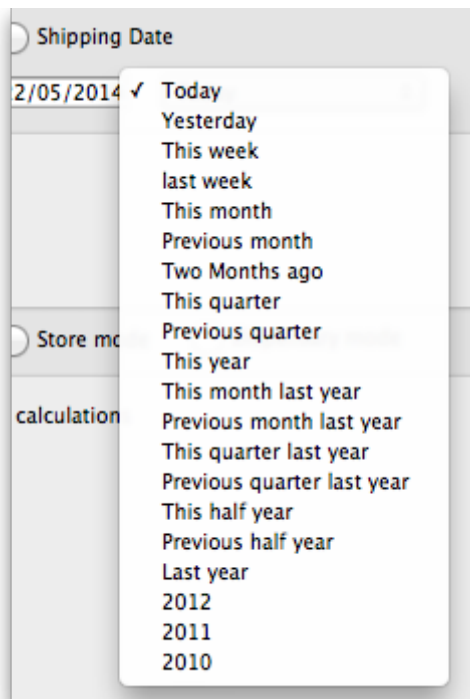 Shipping Date
2/05/2014 ✓ Today
Yesterday
This week
last week
This month
Previous month
Two Months ago
This quarter
Previous quarter
Store
This year
This month last year
calculation
Previous month last year
This quarter last year
Previous quarter last year
This half year
Previous half year
Last year
2012
2011
2010